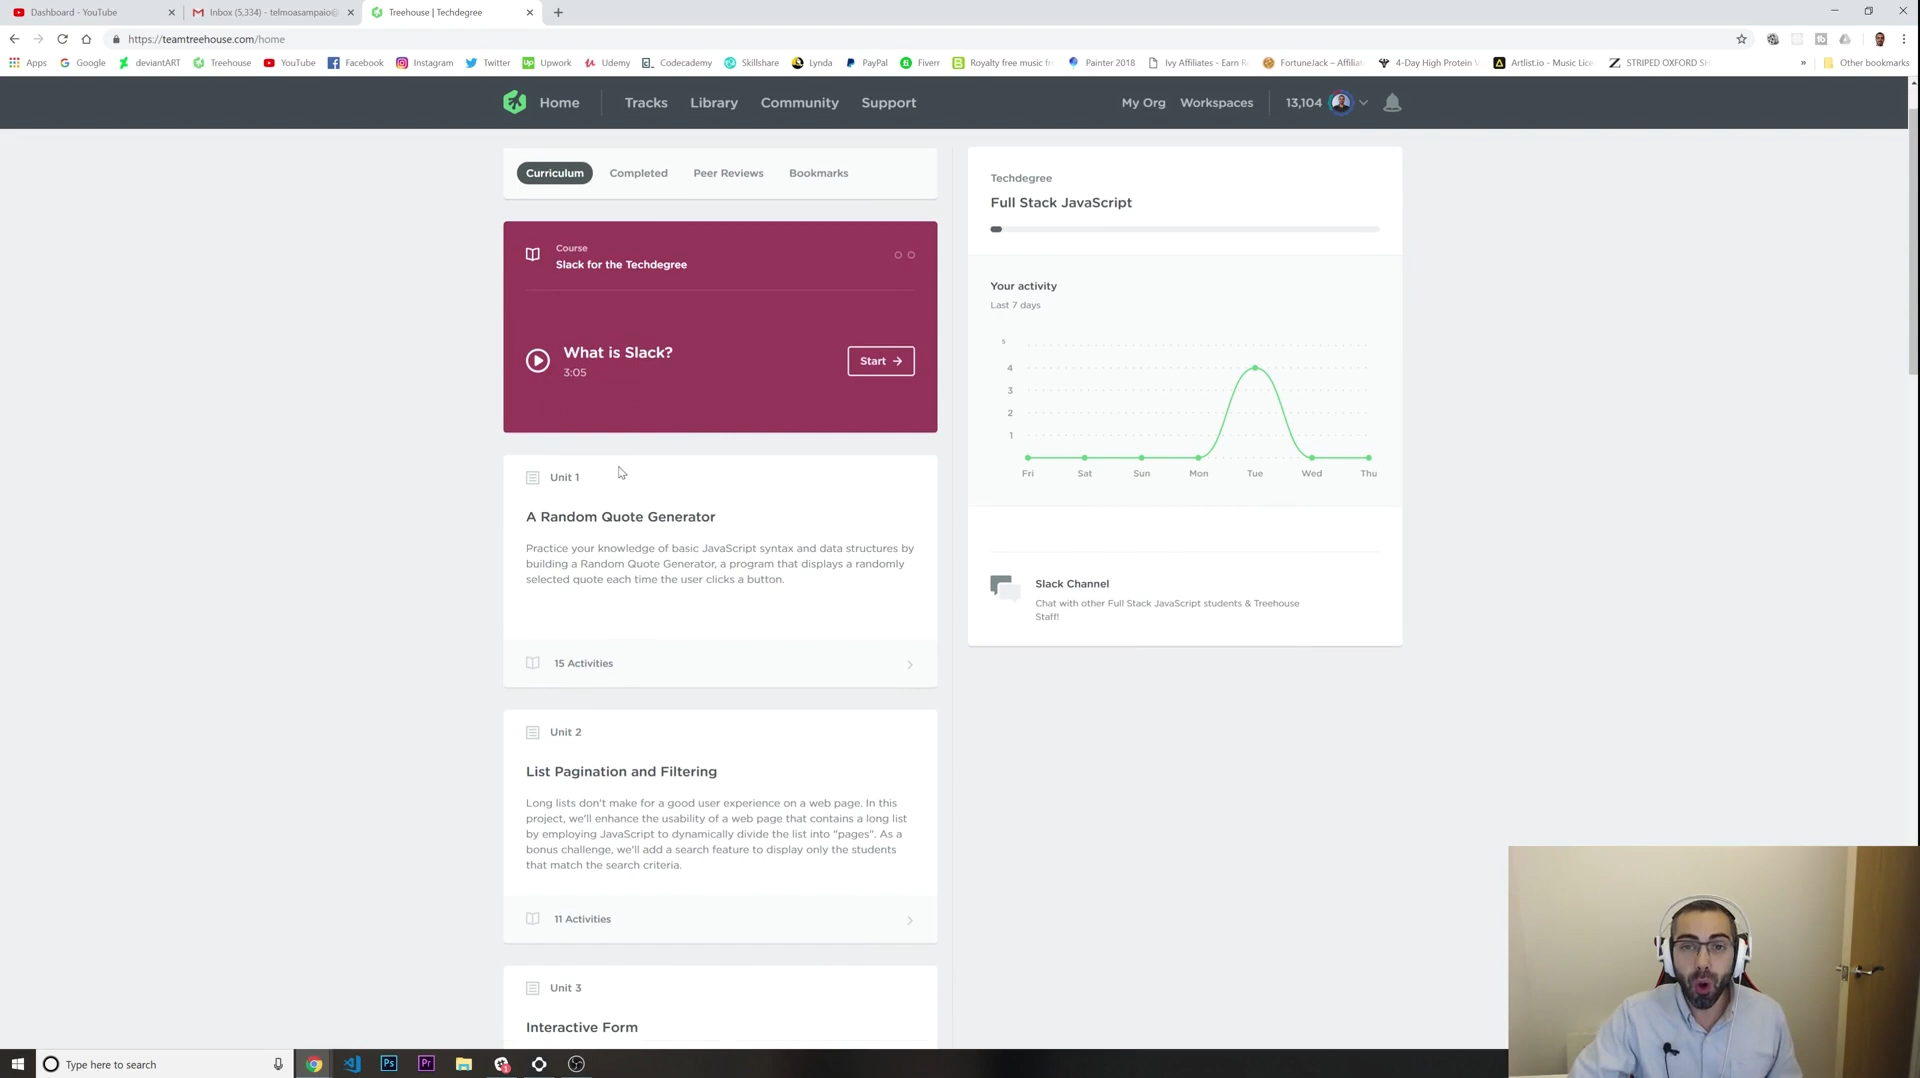 Dashboard - YouTube
Inbox (5,334) - telmoasampaio@
Treehouse | Techdegree
https://teamtreehouse.com/home
Apps
Google
deviantART
Treehouse
YouTube
Facebook
Instagram
Twitter
Upwork
Udemy
Codecademy
Skillshare
Lynda
PayPal
Fiverr
Royalty free music fr
Painter 2018
Ivy Affiliates - Earn R
FortuneJack – Affiliat
4-Day High Protein V
Artlist.io - Music Lice
STRIPED OXFORD SH
»
Other bookmarks
Home
Tracks
Library
Community
Support
My Org
Workspaces
13,104
Curriculum
Completed
Peer Reviews
Bookmarks
Course
Slack for the Techdegree
What is Slack?
3:05
Start
Unit 1
A Random Quote Generator
Practice your knowledge of basic JavaScript syntax and data structures by
building a Random Quote Generator, a program that displays a randomly
selected quote each time the user clicks a button.
15 Activities
Unit 2
List Pagination and Filtering
Long lists don't make for a good user experience on a web page. In this
project, we'll enhance the usability of a web page that contains a long list
by employing JavaScript to dynamically divide the list into "pages". As a
bonus challenge, we'll add a search feature to display only the students
that match the search criteria.
11 Activities
Unit 3
Interactive Form
Techdegree
Full Stack JavaScript
Your activity
Last 7 days
5
4
3
2
1
Fri
Sat
Sun
Mon
Tue
Wed
Thu
Slack Channel
Chat with other Full Stack JavaScript students & Treehouse
Staff!
Type here to search
Ps
Pr